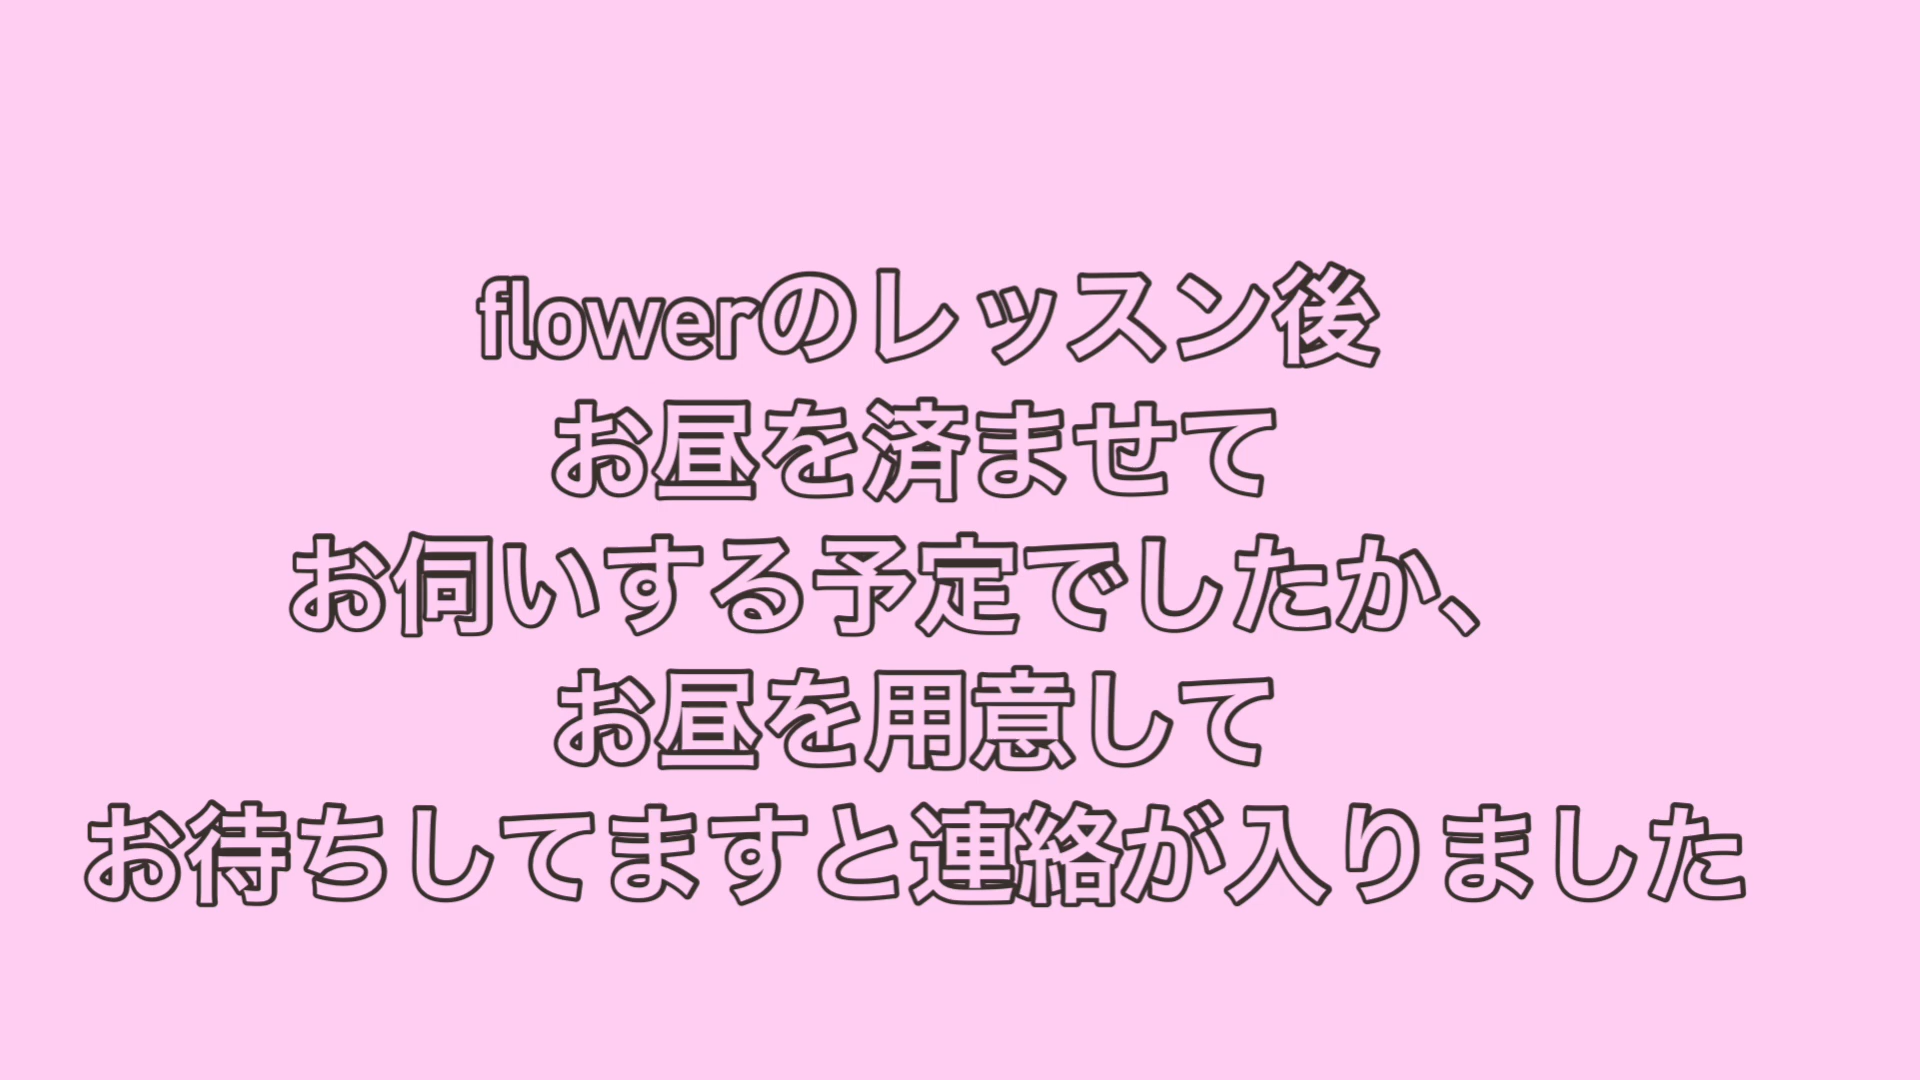 flowerのレッスン後
お昼を済ませて
お伺いする予定でしたか、
お昼を用意して
お待ちしてますと連絡が入りました